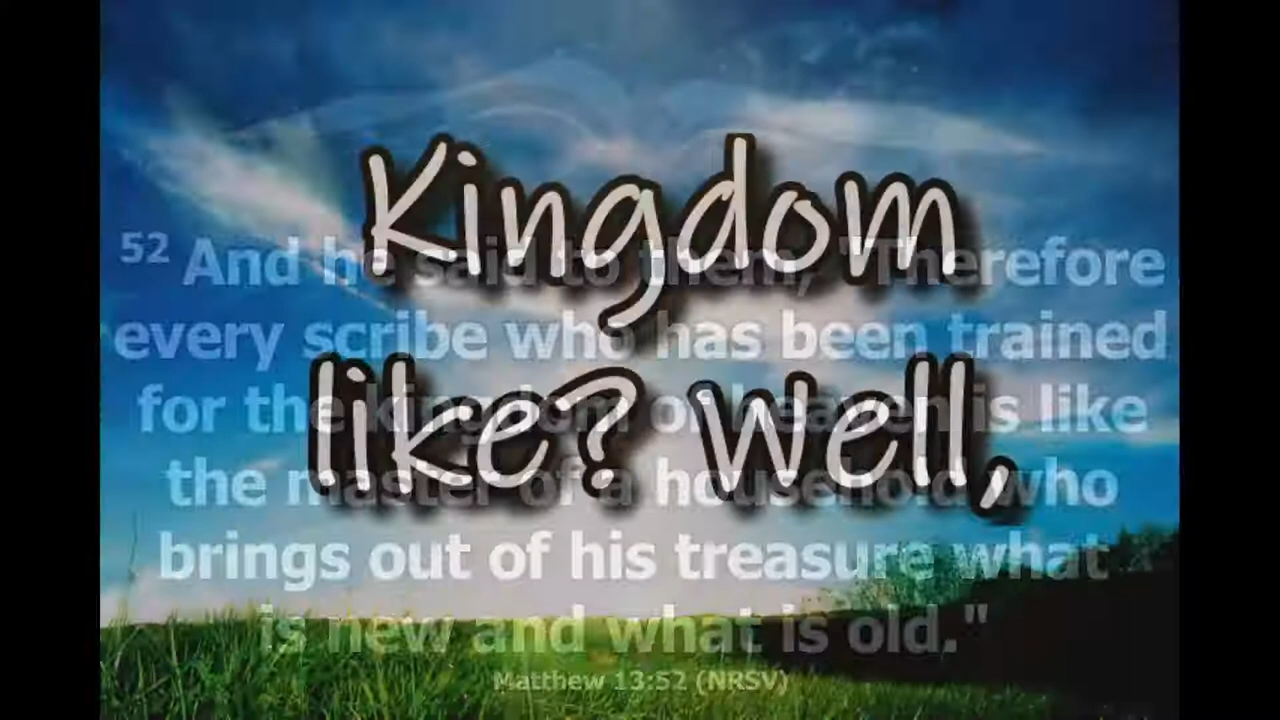 Kingdom
like? Well,
52 And he said to them, "Therefore
every scribe who has been trained
for the kingdom of heaven is like
the master of a household who
brings out of his treasure what
is new and what is old."
Matthew 13:52 (NRSV)